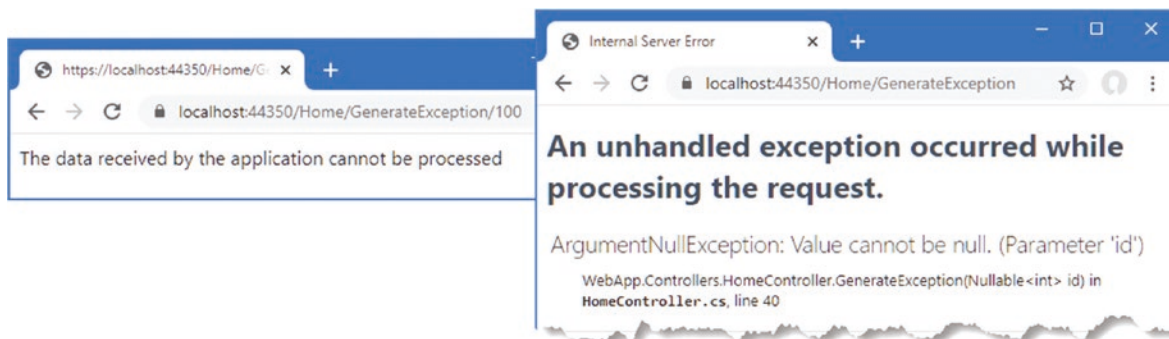 https://localhost:44350/Home/G
localhost:44350/Home/GenerateException/100
The data received by the application cannot be processed
Internal Server Error
localhost:44350/Home/GenerateException
An unhandled exception occurred while
processing the request.
ArgumentNullException: Value cannot be null. (Parameter 'id')
WebApp.Controllers.HomeController.GenerateException(Nullable<int> id) in
HomeController.cs, line 40